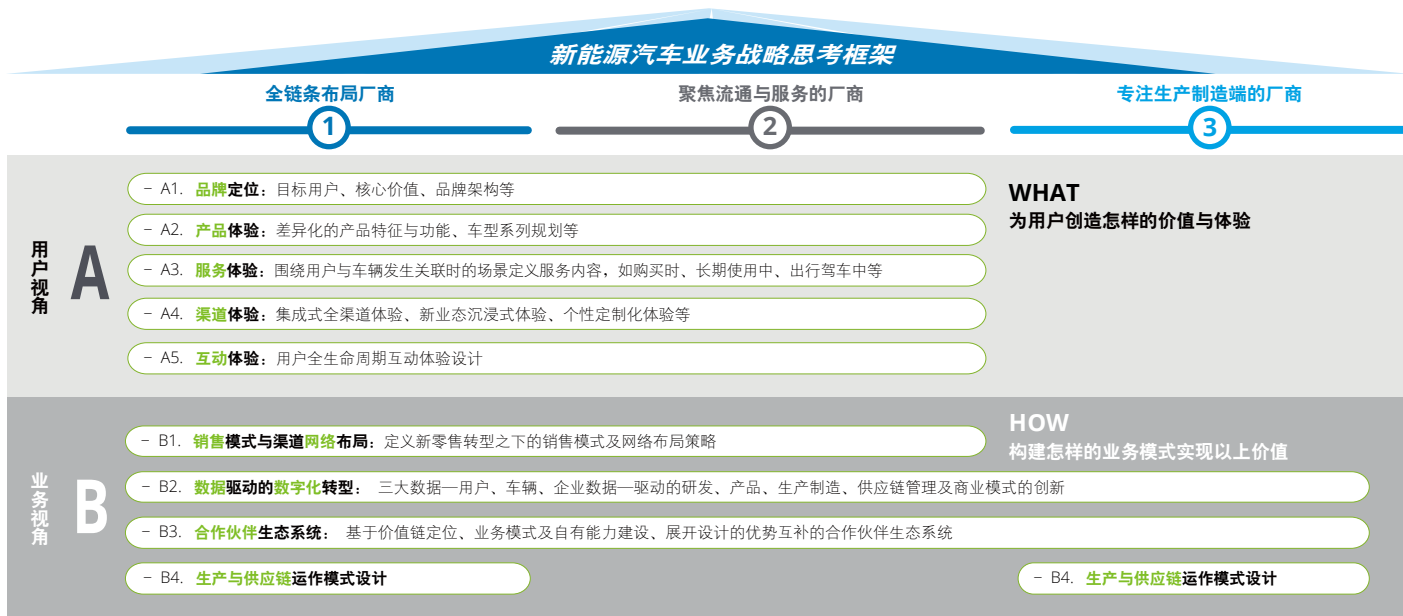 新能源汽车业务战略思考框架
全链条布局厂商
1
聚焦流通与服务的厂商
2
专注生产制造端的厂商
3
用户视角
A
– A1. 品牌定位：目标用户、核心价值、品牌架构等
– A2. 产品体验：差异化的产品特征与功能、车型系列规划等
– A3. 服务体验：围绕用户与车辆发生关联时的场景定义服务内容，如购买时、长期使用中、出行驾车中等
– A4. 渠道体验：集成式全渠道体验、新业态沉浸式体验、个性定制化体验等
– A5. 互动体验：用户全生命周期互动体验设计
WHAT
为用户创造怎样的价值与体验
业务视角
B
– B1. 销售模式与渠道网络布局：定义新零售转型之下的销售模式及网络布局策略
HOW
构建怎样的业务模式实现以上价值
– B2. 数据驱动的数字化转型： 三大数据—用户、车辆、企业数据—驱动的研发、产品、生产制造、供应链管理及商业模式的创新
– B3. 合作伙伴生态系统： 基于价值链定位、业务模式及自有能力建设、展开设计的优势互补的合作伙伴生态系统
– B4. 生产与供应链运作模式设计
– B4. 生产与供应链运作模式设计